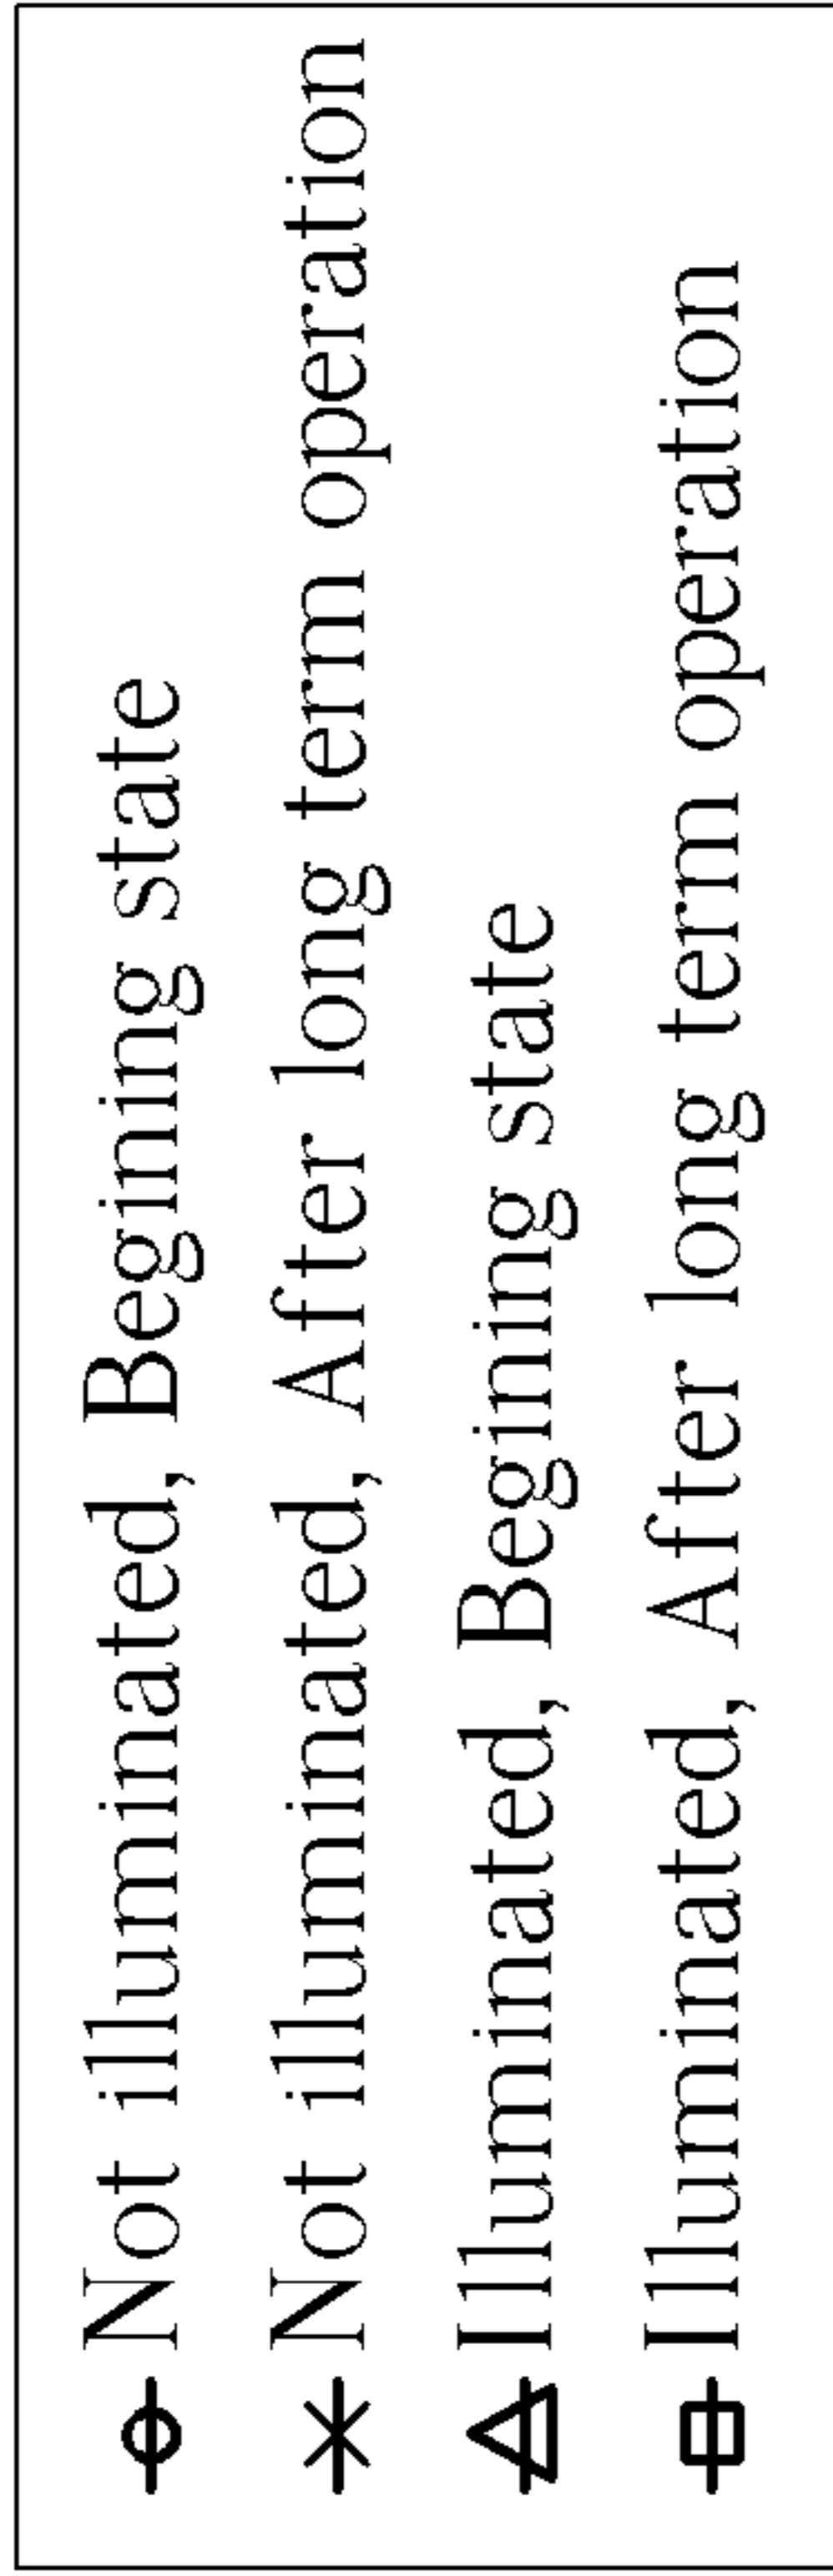 Not illuminated, Begining state
Not illuminated, After long term operation
Illuminated, Begining state
Illuminated, After long term operation